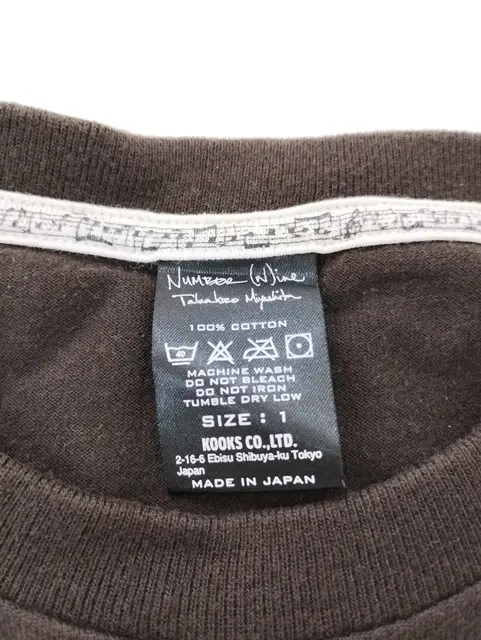 NUMBER (N)ine
Takahiro Miyashita
100% COTTON
40
MACHINE WASH
DO NOT BLEACH
DO NOT IRON
TUMBLE DRY LOW
SIZE : 1
KOOKS CO.,LTD.
2-16-6 Ebisu Shibuya-ku Tokyo
Japan
MADE IN JAPAN